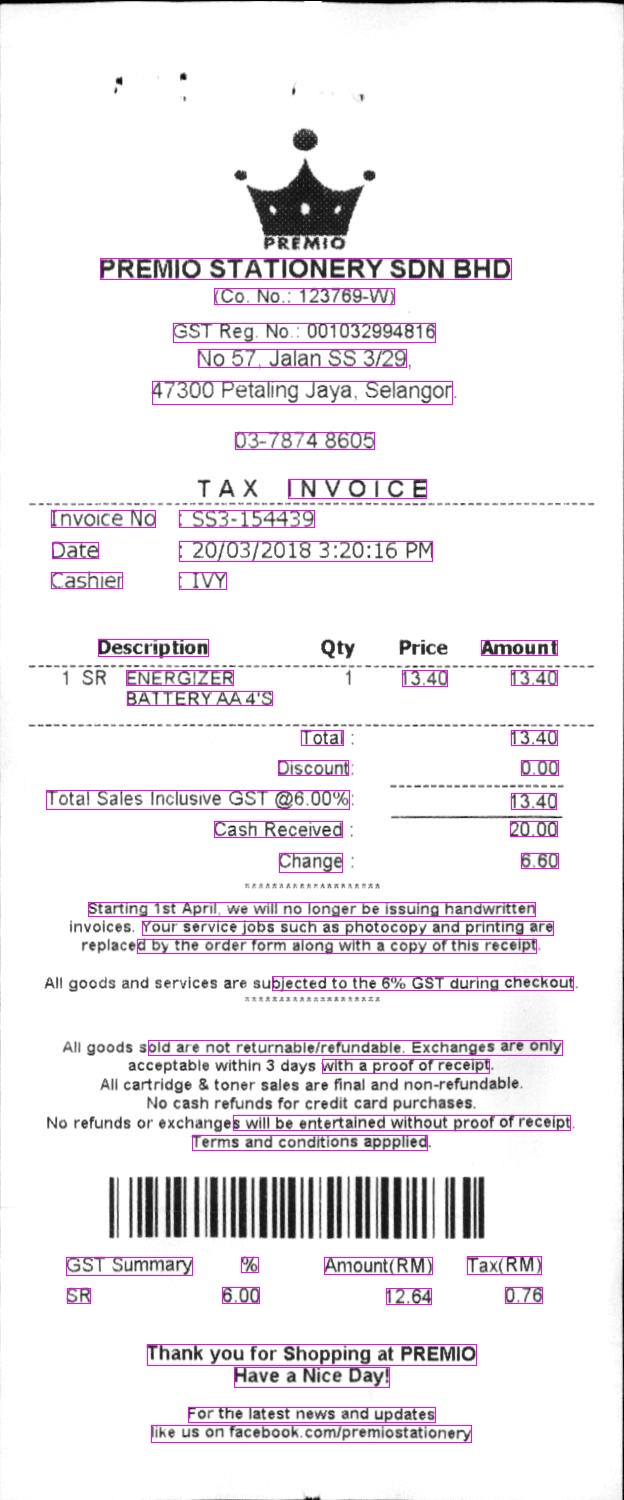 PREMIO
PREMIO STATIONERY SDN BHD
(Co. No.: 123769-W)
GST Reg. No.: 001032994816
No 57, Jalan SS 3/29,
47300 Petaling Jaya, Selangor.
03-7874 8605
TAX INVOICE
Invoice No : SS3-154439
Date : 20/03/2018 3:20:16 PM
Cashier : IVY
Description Qty Price Amount
1 SR ENERGIZER 1 13.40 13.40
BATTERY AA 4'S
Total : 13.40
Discount: 0.00
Total Sales Inclusive GST @6.00%: 13.40
Cash Received : 20.00
Change : 6.60
*********************
Starting 1st April, we will no longer be issuing handwritten
invoices. Your service jobs such as photocopy and printing are
replaced by the order form along with a copy of this receipt.
All goods and services are subjected to the 6% GST during checkout.
*********************
All goods sold are not returnable/refundable. Exchanges are only
acceptable within 3 days with a proof of receipt.
All cartridge & toner sales are final and non-refundable.
No cash refunds for credit card purchases.
No refunds or exchanges will be entertained without proof of receipt.
Terms and conditions appplied.
GST Summary % Amount(RM) Tax(RM)
SR 6.00 12.64 0.76
Thank you for Shopping at PREMIO
Have a Nice Day!
For the latest news and updates
like us on facebook.com/premiostationery